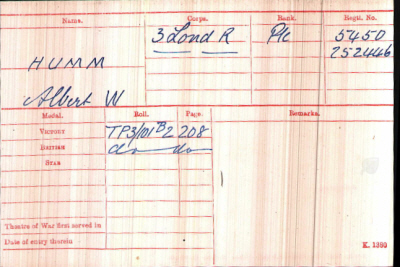 Name. Corps. Rank. Regtl. No.
3 Lond R Pte 5450
HUMM 252446
Albert W
Medal. Roll. Page. Remarks.
VICTORY TP3/101B2 208
BRITISH do do
STAR
Theatre of War first served in
Date of entry therein K. 1380